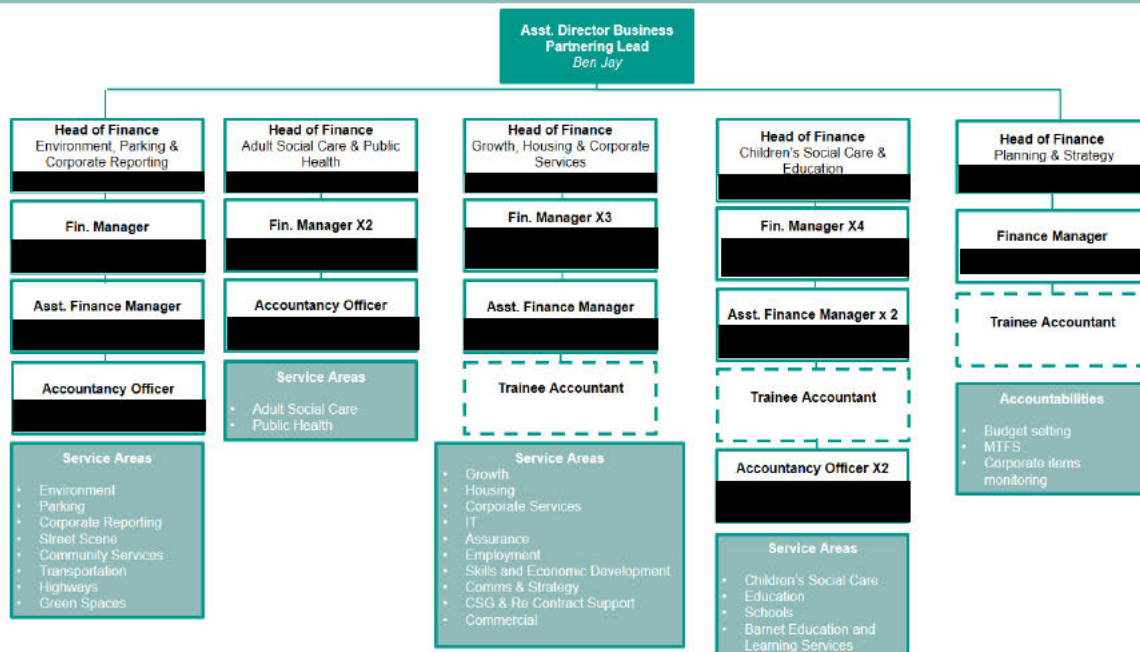 Asst. Director Business
Partnering Lead
Ben Jay
Head of Finance
Environment, Parking &
Corporate Reporting
Fin. Manager
Asst. Finance Manager
Accountancy Officer
Service Areas
• Environment
• Parking
• Corporate Reporting
• Street Scene
• Community Services
• Transportation
• Highways
• Green Spaces
Head of Finance
Adult Social Care & Public
Health
Fin. Manager X2
Accountancy Officer
Service Areas
• Adult Social Care
• Public Health
Head of Finance
Growth, Housing & Corporate
Services
Fin. Manager X3
Asst. Finance Manager
Trainee Accountant
Service Areas
• Growth
• Housing
• Corporate Services
• IT
• Assurance
• Employment
• Skills and Economic Development
• Comms & Strategy
• CSG & Re Contract Support
• Commercial
Head of Finance
Children's Social Care &
Education
Fin. Manager X4
Asst. Finance Manager x 2
Trainee Accountant
Accountancy Officer X2
Service Areas
• Children's Social Care
• Education
• Schools
• Barnet Education and
Learning Services
Head of Finance
Planning & Strategy
Finance Manager
Trainee Accountant
Accountabilities
• Budget setting
• MTFS
• Corporate items
monitoring